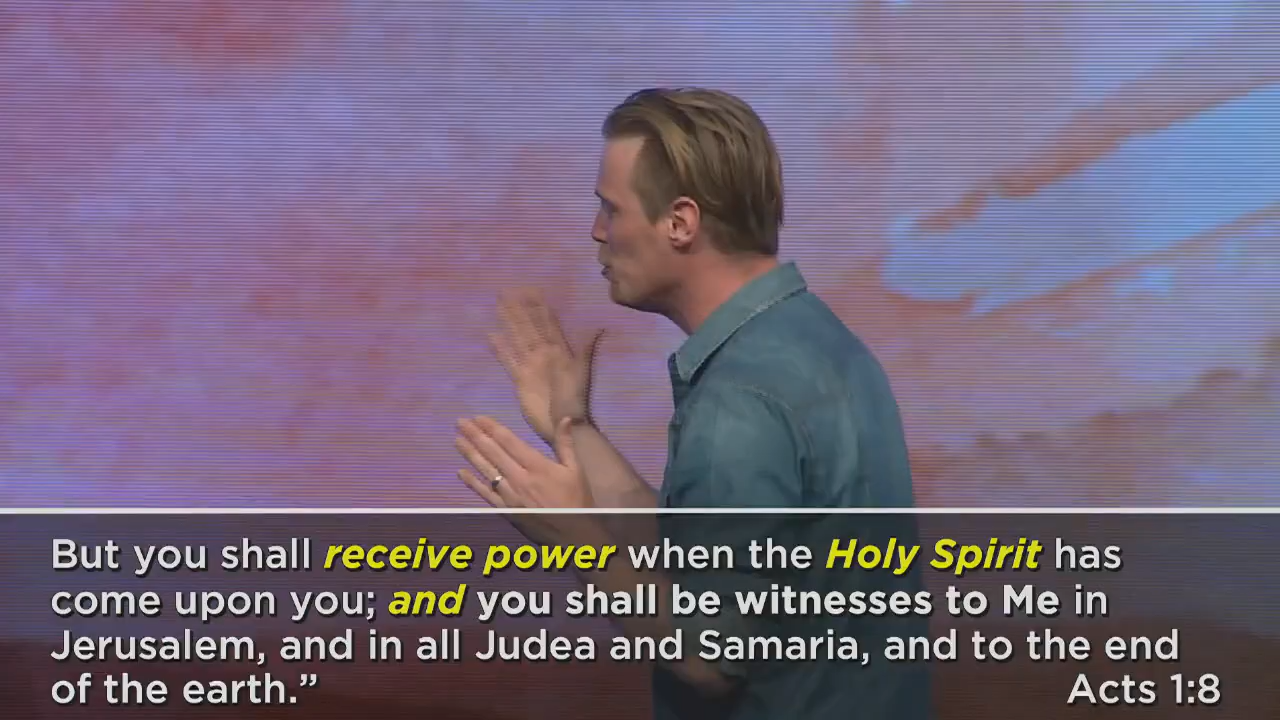 But you shall receive power when the Holy Spirit has
come upon you; and you shall be witnesses to Me in
Jerusalem, and in all Judea and Samaria, and to the end
of the earth.” Acts 1:8